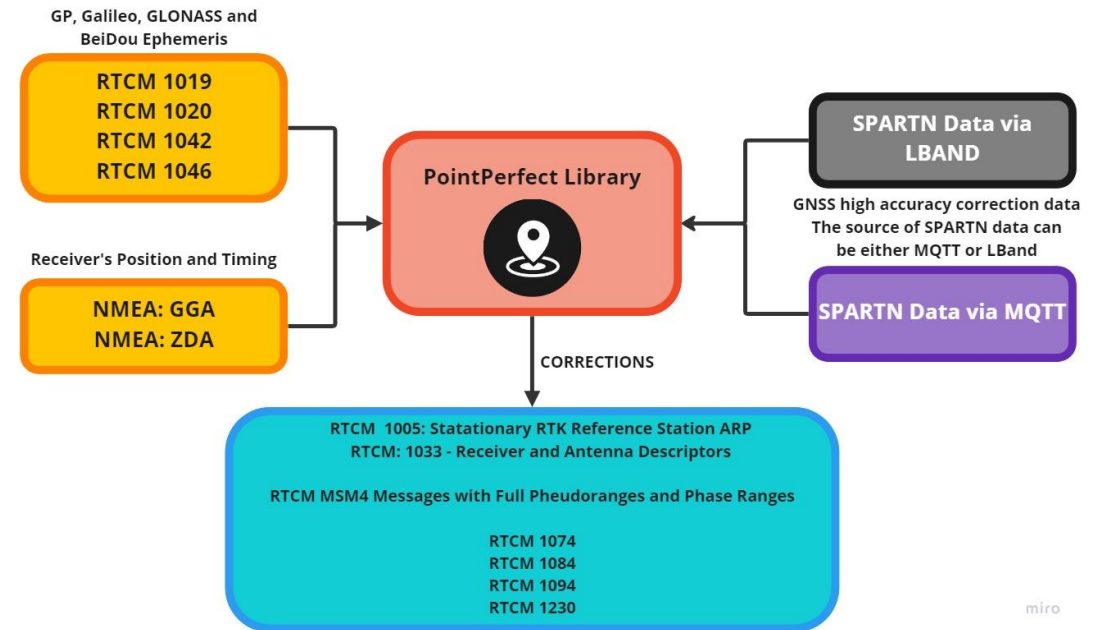 GP, Galileo, GLONASS and
BeiDou Ephemeris
RTCM 1019
RTCM 1020
RTCM 1042
RTCM 1046
Receiver's Position and Timing
NMEA: GGA
NMEA: ZDA
PointPerfect Library
SPARTN Data via
LBAND
GNSS high accuracy correction data
The source of SPARTN data can
be either MQTT or LBand
SPARTN Data via MQTT
CORRECTIONS
RTCM  1005: Statationary RTK Reference Station ARP
RTCM: 1033 - Receiver and Antenna Descriptors
RTCM MSM4 Messages with Full Pheudoranges and Phase Ranges
RTCM 1074
RTCM 1084
RTCM 1094
RTCM 1230
miro